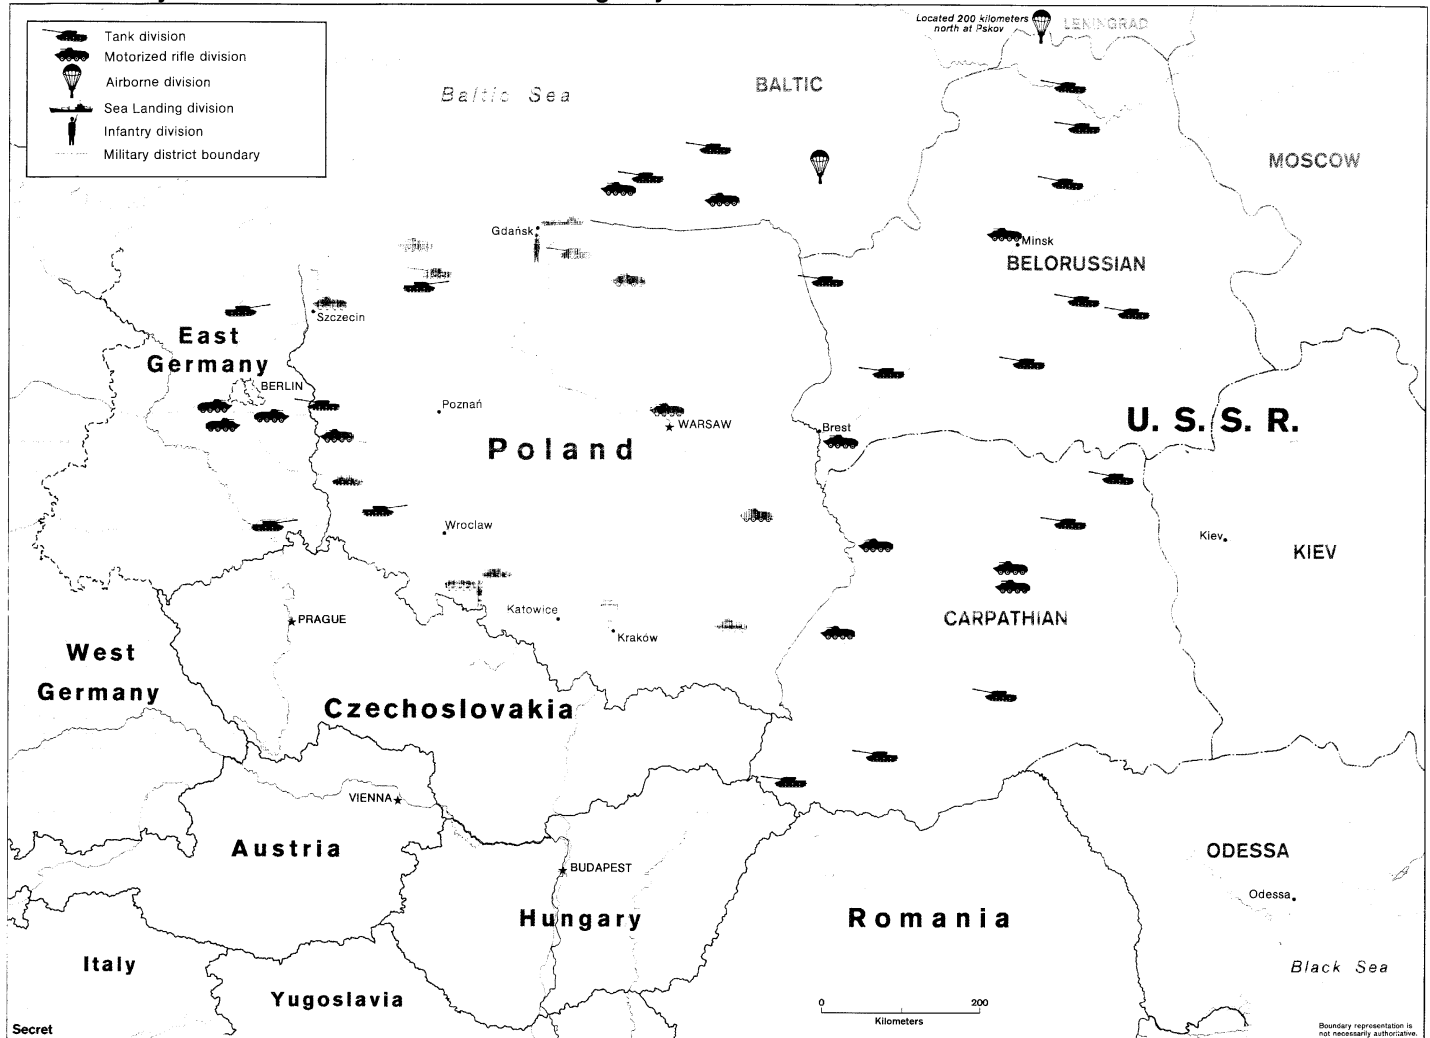 Tank division
Motorized rifle division
Airborne division
Sea Landing division
Infantry division
Military district boundary
Located 200 kilometers
north at Pskov
LENINGRAD
Baltic Sea
BALTIC
MOSCOW
Gdańsk
Minsk
BELORUSSIAN
Szczecin
East
Germany
BERLIN
Poznań
WARSAW
Brest
U. S. S. R.
Poland
Wroclaw
Kiev
KIEV
Katowice
Kraków
CARPATHIAN
PRAGUE
West
Germany
Czechoslovakia
VIENNA
Austria
BUDAPEST
ODESSA
Odessa
Hungary
Romania
Italy
Yugoslavia
Black Sea
0 200
Kilometers
Secret
Boundary representation is
not necessarily authoritative.